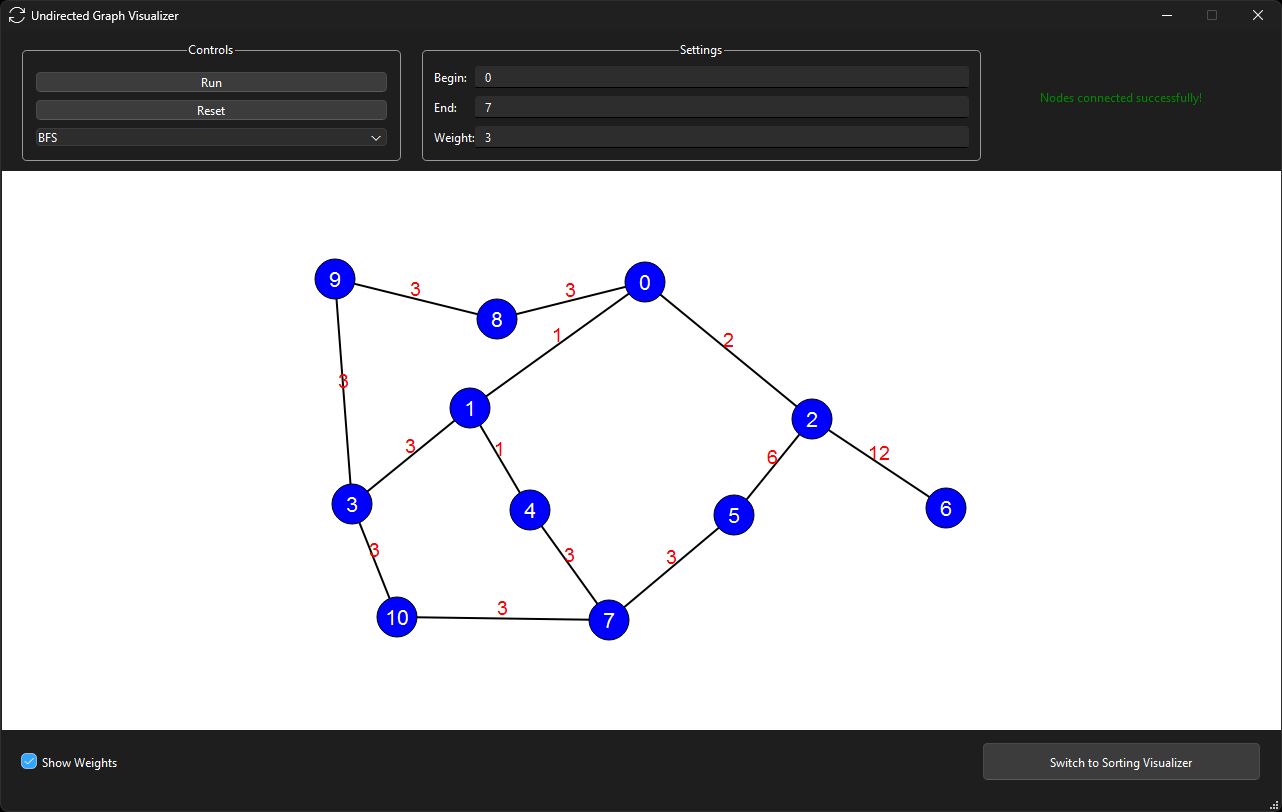 Undirected Graph Visualizer
Controls
Settings
Run
Reset
BFS
Begin: 0
End: 7
Weight: 3
Nodes connected successfully!
9
3
8
3
0
1
2
3
1
2
3
1
6
12
3
4
5
6
3
3
3
10
3
7
Show Weights
Switch to Sorting Visualizer